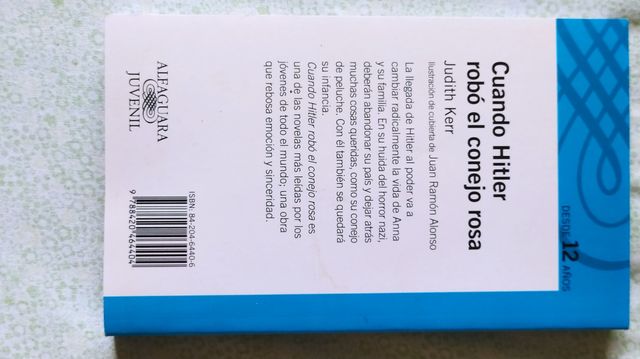 DESDE 12 AÑOS
Cuando Hitler
robó el conejo rosa
Judith Kerr
Ilustración de cubierta de Juan Ramón Alonso
La llegada de Hitler al poder va a
cambiar radicalmente la vida de Anna
y su familia. En su huida del horror nazi,
deberán abandonar su país y dejar atrás
muchas cosas queridas, como su conejo
de peluche. Con él también se quedará
su infancia.
Cuando Hitler robó el conejo rosa es
una de las novelas más leídas por los
jóvenes de todo el mundo; una obra
que rebosa emoción y sinceridad.
ALFAGUARA
JUVENIL
ISBN: 84-204-6440-6
9 788420 464404